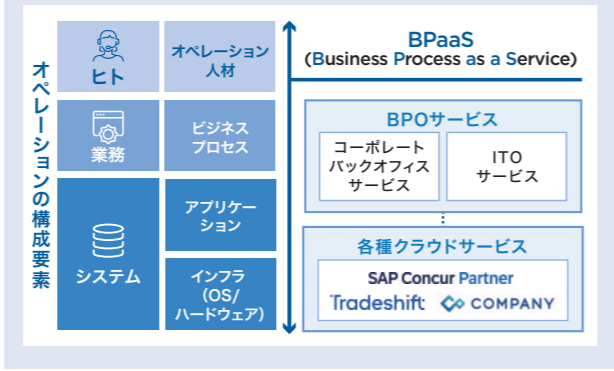 オペレーションの構成要素
ヒト
オペレーション
人材
業務
ビジネス
プロセス
システム
アプリケー
ション
インフラ
（OS/
ハードウェア）
BPaaS
(Business Process as a Service)
BPOサービス
コーポレート
バックオフィス
サービス
ITO
サービス
各種クラウドサービス
SAP Concur Partner
Tradeshift
COMPANY